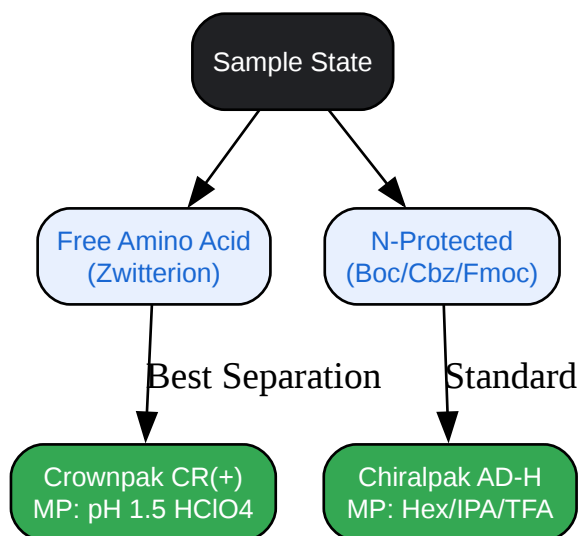 Sample State
Free Amino Acid
(Zwitterion)
N-Protected
(Boc/Cbz/Fmoc)
Best Separation
Standard
Crownpak CR(+)
MP: pH 1.5 HClO4
Chiralpak AD-H
MP: Hex/IPA/TFA